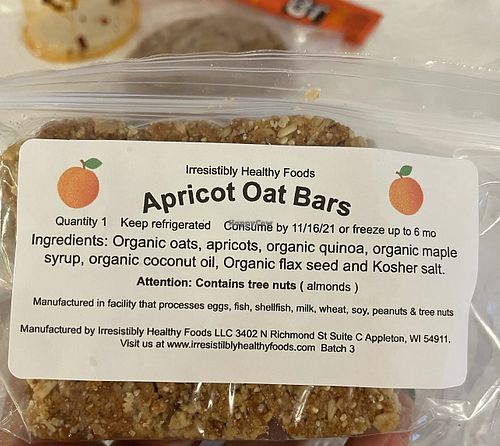 Irresistibly Healthy Foods
Apricot Oat Bars
Quantity 1 Keep refrigerated Consume by 11/16/21 or freeze up to 6 mo
Ingredients: Organic oats, apricots, organic quinoa, organic maple
syrup, organic coconut oil, Organic flax seed and Kosher salt.
Attention: Contains tree nuts ( almonds )
Manufactured in facility that processes eggs, fish, shellfish, milk, wheat, soy, peanuts & tree nuts
Manufactured by Irresistibly Healthy Foods LLC 3402 N Richmond St Suite C Appleton, WI 54911.
Visit us at www.irresistilblyhealthyfoods.com Batch 3